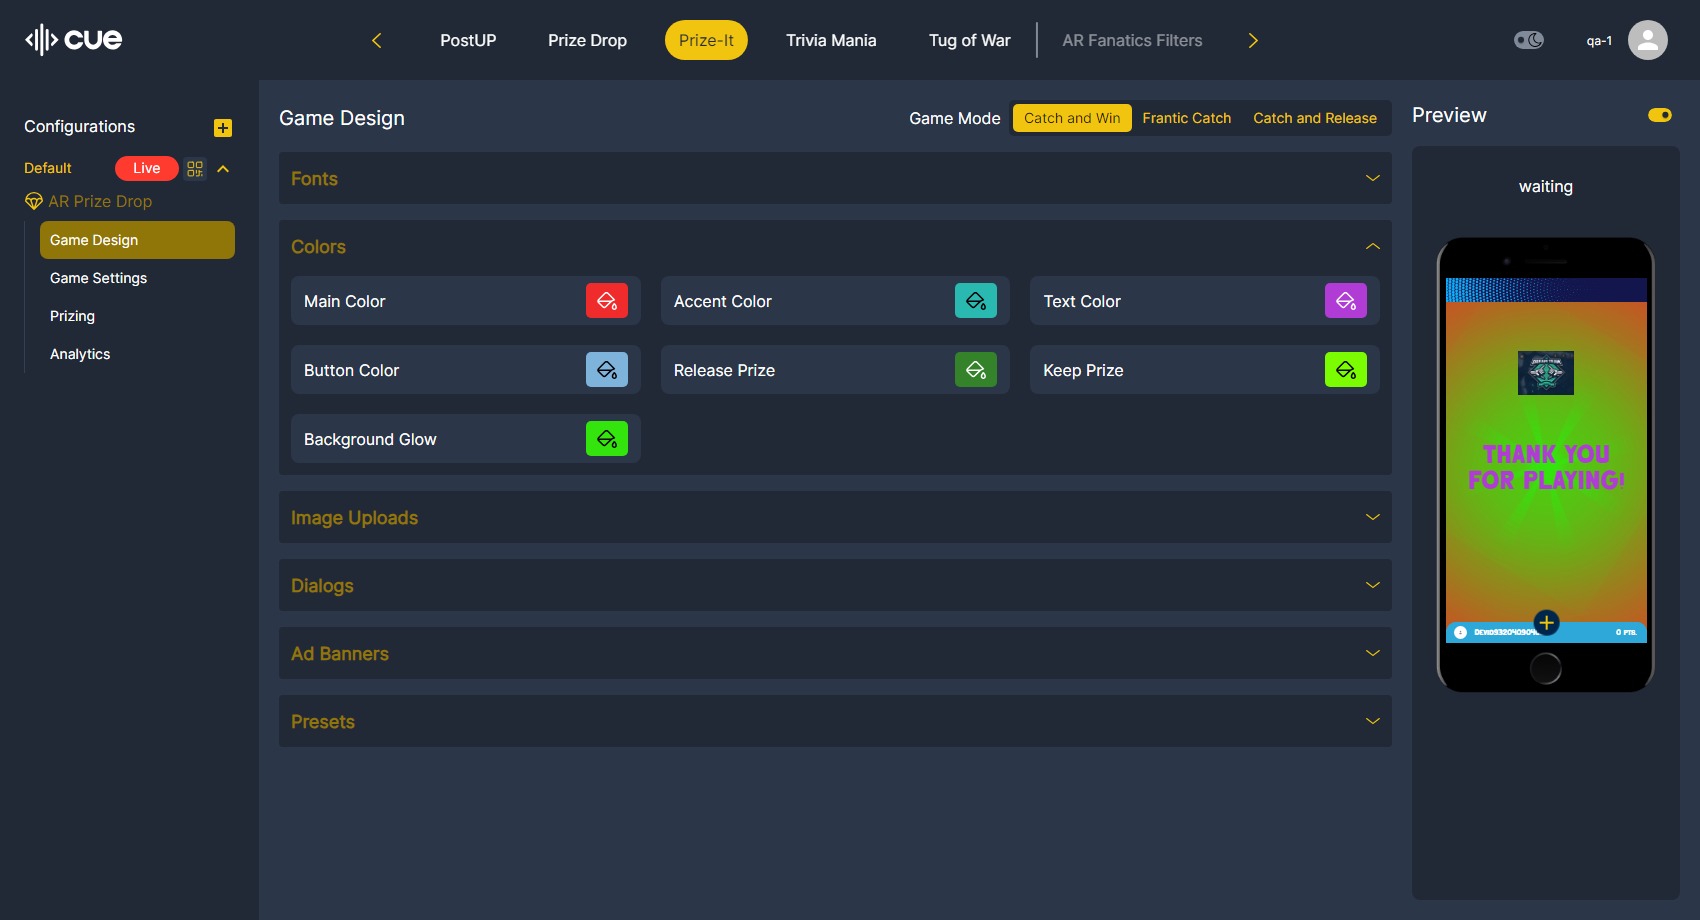 cue
PostUP
Prize Drop
Prize-It
Trivia Mania
Tug of War
AR Fanatics Filters
qa-1
Configurations
Default
Live
AR Prize Drop
Game Design
Game Settings
Prizing
Analytics
Game Design
Game Mode
Catch and Win
Frantic Catch
Catch and Release
Fonts
Colors
Main Color
Accent Color
Text Color
Button Color
Release Prize
Keep Prize
Background Glow
Image Uploads
Dialogs
Ad Banners
Presets
Preview
waiting
THANK YOU
FOR PLAYING!
0 PTS.